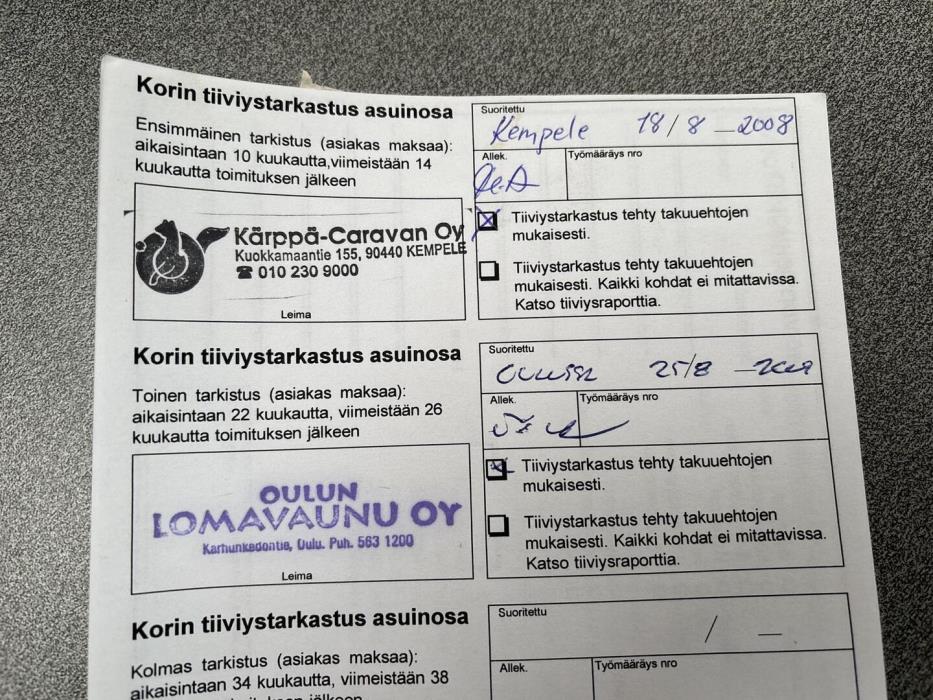 Korin tiiviystarkastus asuinosa
Ensimmäinen tarkistus (asiakas maksaa):
aikaisintaan 10 kuukautta,viimeistään 14
kuukautta toimituksen jälkeen
Kärppä-Caravan Oy
Kuokkamaantie 155, 90440 KEMPELE
☎ 010 230 9000
Leima
Suoritettu
Kempele 18/8 – 2008
Allek.
Työmääräys nro
Tiiviystarkastus tehty takuuehtojen
mukaisesti.
Tiiviystarkastus tehty takuuehtojen
mukaisesti. Kaikki kohdat ei mitattavissa.
Katso tiiviysraporttia.
Korin tiiviystarkastus asuinosa
Toinen tarkistus (asiakas maksaa):
aikaisintaan 22 kuukautta, viimeistään 26
kuukautta toimituksen jälkeen
OULUN
LOMAVAUNU OY
Karhunkedontie, Oulu. Puh. 563 1200
Leima
Suoritettu
25/8 – 2009
Allek.
Työmääräys nro
Tiiviystarkastus tehty takuuehtojen
mukaisesti.
Tiiviystarkastus tehty takuuehtojen
mukaisesti. Kaikki kohdat ei mitattavissa.
Katso tiiviysraporttia.
Korin tiiviystarkastus asuinosa
Kolmas tarkistus (asiakas maksaa):
aikaisintaan 34 kuukautta, viimeistään 38
Suoritettu
/ –
Allek.
Työmääräys nro